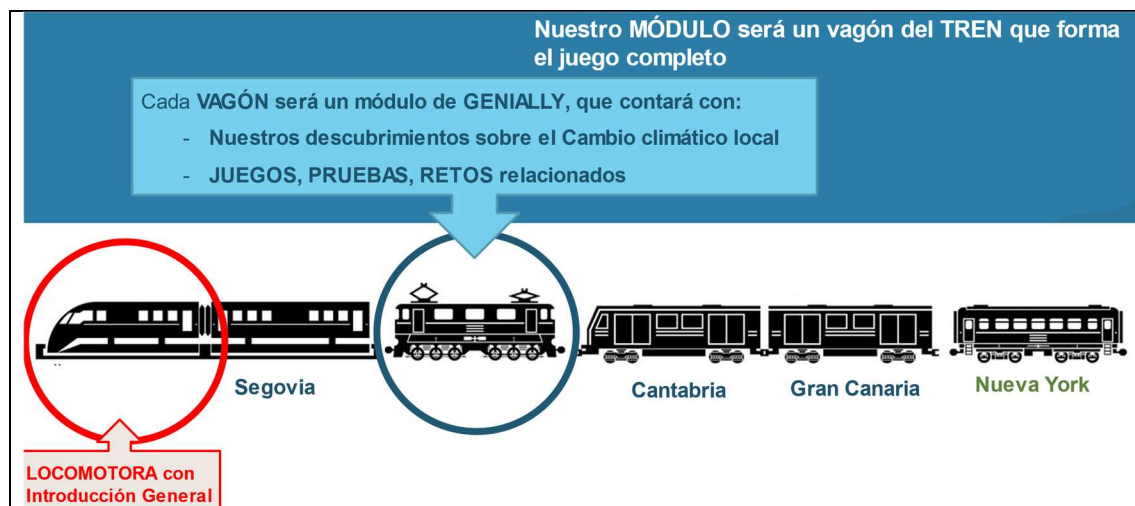 Nuestro MÓDULO será un vagón del TREN que forma
el juego completo
Cada VAGÓN será un módulo de GENIALLY, que contará con:
- Nuestros descubrimientos sobre el Cambio climático local
- JUEGOS, PRUEBAS, RETOS relacionados
Segovia
Cantabria
Gran Canaria
Nueva York
LOCOMOTORA con
Introducción General